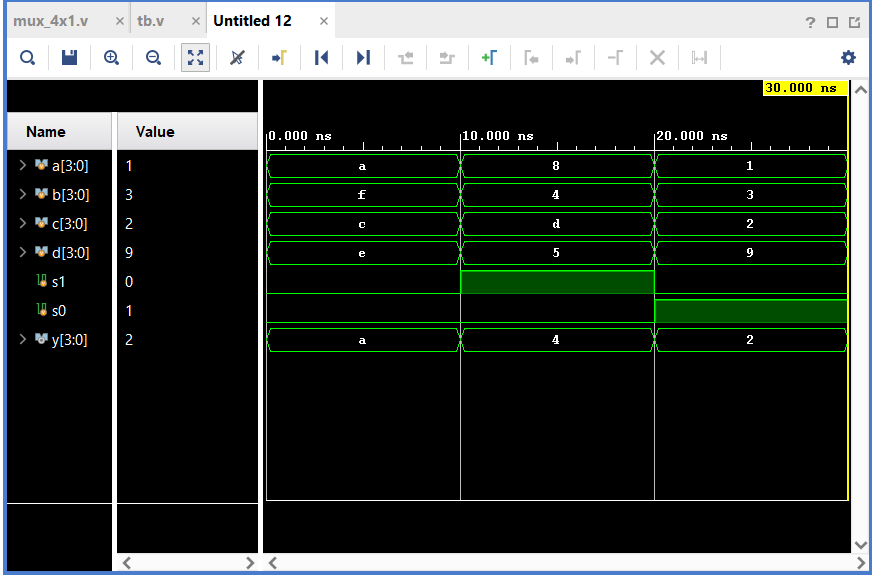 mux_4x1.v × tb.v × Untitled 12 ×
?
30.000 ns
Name Value
0.000 ns 10.000 ns 20.000 ns
a[3:0] 1 a 8 1
b[3:0] 3 f 4 3
c[3:0] 2 c d 2
d[3:0] 9 e 5 9
s1 0
s0 1
y[3:0] 2 a 4 2